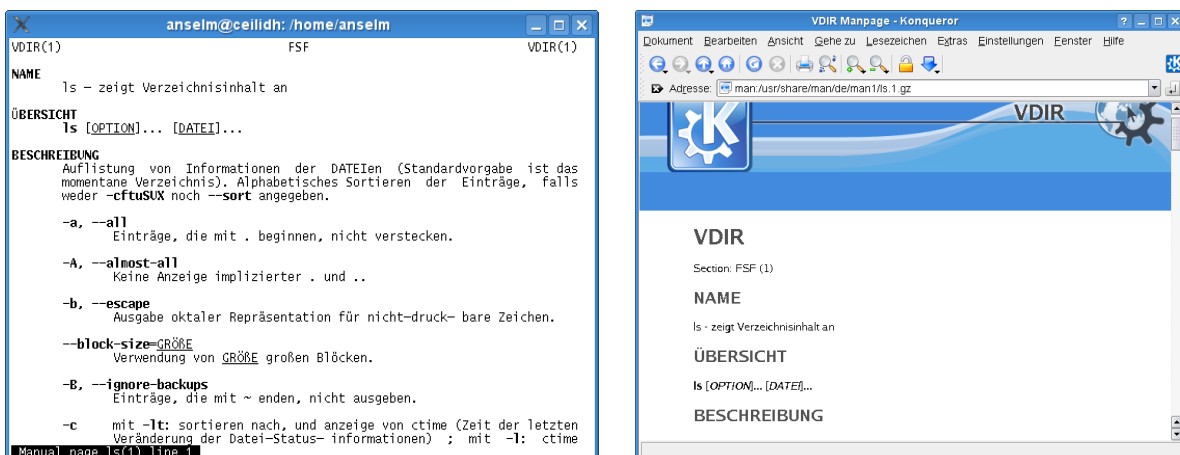 anselm@ceilidh: /home/anselm
VDIR(1) FSF VDIR(1)
NAME
ls – zeigt Verzeichnisinhalt an
ÜBERSICHT
ls [OPTION]... [DATEI]...
BESCHREIBUNG
Auflistung von Informationen der DATEIen (Standardvorgabe ist das
momentane Verzeichnis). Alphabetisches Sortieren der Einträge, falls
weder –cftuSUX noch ––sort angegeben.
–a, ––all
Einträge, die mit . beginnen, nicht verstecken.
–A, ––almost–all
Keine Anzeige implizierter . und ..
–b, ––escape
Ausgabe oktaler Repräsentation für nicht–druck– bare Zeichen.
––block–size=GRÖßE
Verwendung von GRÖßE großen Blöcken.
–B, ––ignore–backups
Einträge, die mit ~ enden, nicht ausgeben.
–c mit –lt: sortieren nach, und anzeige von ctime (Zeit der letzten
Veränderung der Datei–Status– informationen) ; mit –l: ctime
Manual page ls(1) line 1
VDIR Manpage - Konqueror
Dokument Bearbeiten Ansicht Gehe zu Lesezeichen Extras Einstellungen Fenster Hilfe
Adresse: man:/usr/share/man/de/man1/ls.1.gz
VDIR
VDIR
Section: FSF (1)
NAME
ls - zeigt Verzeichnisinhalt an
ÜBERSICHT
ls [OPTION]... [DATEI]...
BESCHREIBUNG